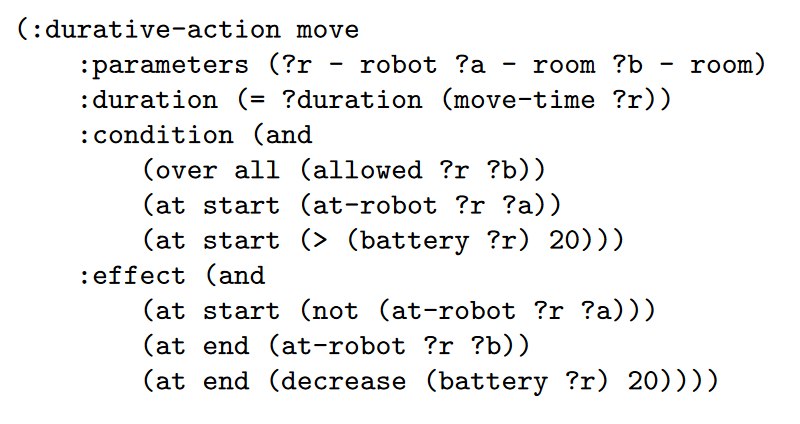 (:durative-action move
:parameters (?r - robot ?a - room ?b - room)
:duration (= ?duration (move-time ?r))
:condition (and
(over all (allowed ?r ?b))
(at start (at-robot ?r ?a))
(at start (> (battery ?r) 20)))
:effect (and
(at start (not (at-robot ?r ?a)))
(at end (at-robot ?r ?b))
(at end (decrease (battery ?r) 20))))